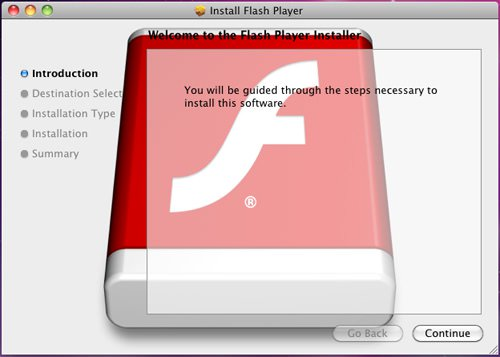 Install Flash Player
Welcome to the Flash Player Installer
Introduction
Destination Select
Installation Type
Installation
Summary
You will be guided through the steps necessary to
install this software.
®
Go Back
Continue